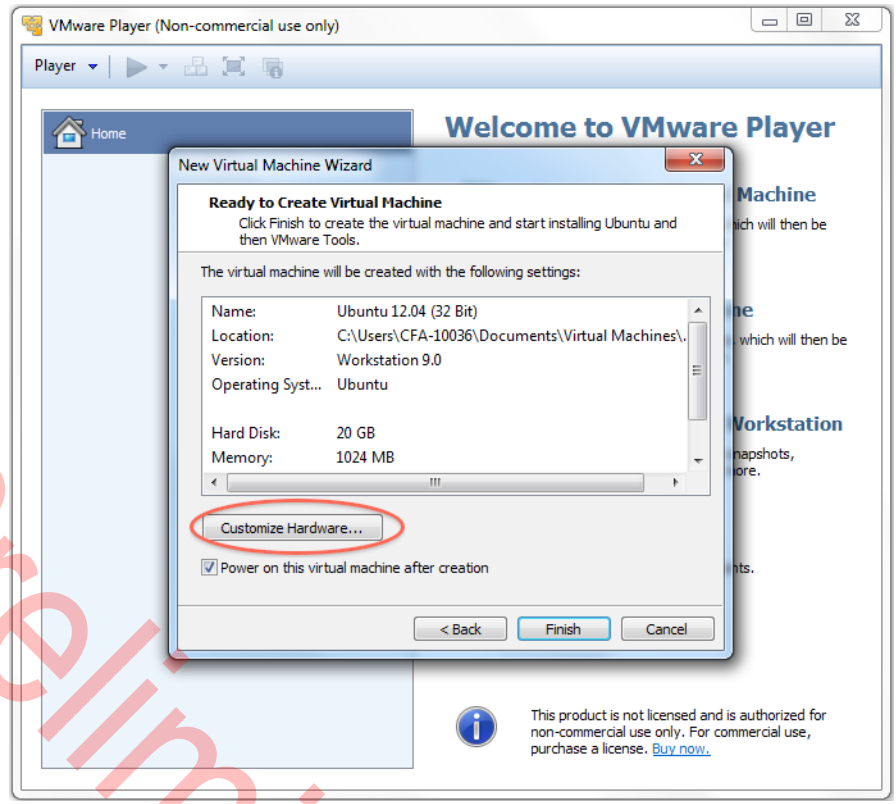 VMware Player (Non-commercial use only)
Player
Home
Welcome to VMware Player
New Virtual Machine Wizard
Machine
Ready to Create Virtual Machine
Click Finish to create the virtual machine and start installing Ubuntu and
then VMware Tools.
which will then be
The virtual machine will be created with the following settings:
Name: Ubuntu 12.04 (32 Bit)
Location: C:\Users\CFA-10036\Documents\Virtual Machines\.
Version: Workstation 9.0
which will then be
Operating Syst... Ubuntu
Hard Disk: 20 GB
Workstation
Memory: 1024 MB
Customize Hardware...
Power on this virtual machine after creation
< Back Finish Cancel
This product is not licensed and is authorized for
non-commercial use only. For commercial use,
purchase a license. Buy now.